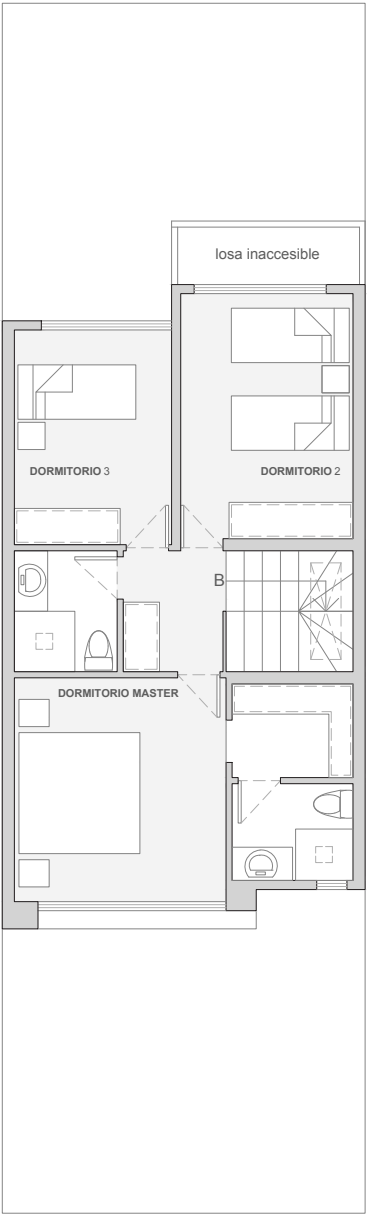 losa inaccesible
DORMITORIO 3
DORMITORIO 2
B
DORMITORIO MASTER